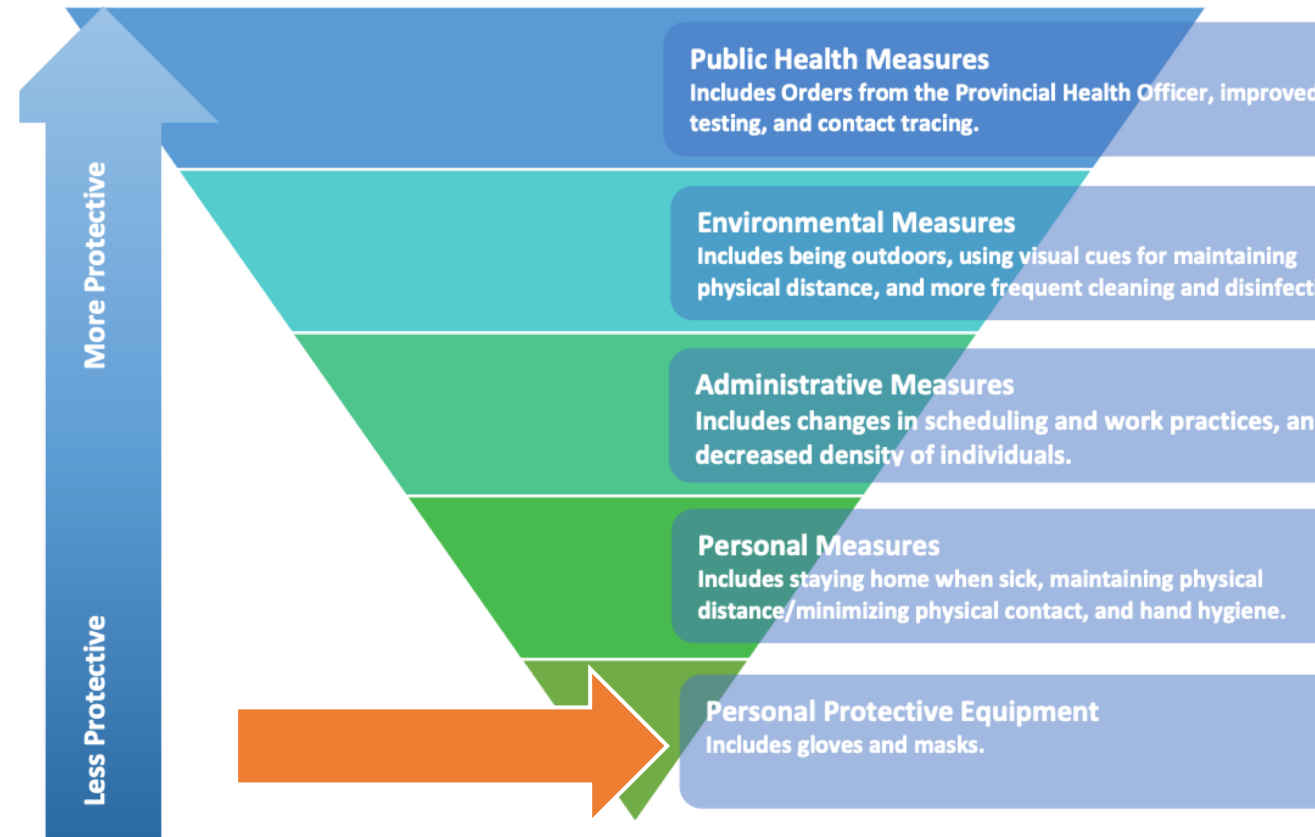 More Protective
Less Protective
Public Health Measures
Includes Orders from the Provincial Health Officer, improved
testing, and contact tracing.
Environmental Measures
Includes being outdoors, using visual cues for maintaining
physical distance, and more frequent cleaning and disinfect
Administrative Measures
Includes changes in scheduling and work practices, an
decreased density of individuals.
Personal Measures
Includes staying home when sick, maintaining physical
distance/minimizing physical contact, and hand hygiene.
Personal Protective Equipment
Includes gloves and masks.